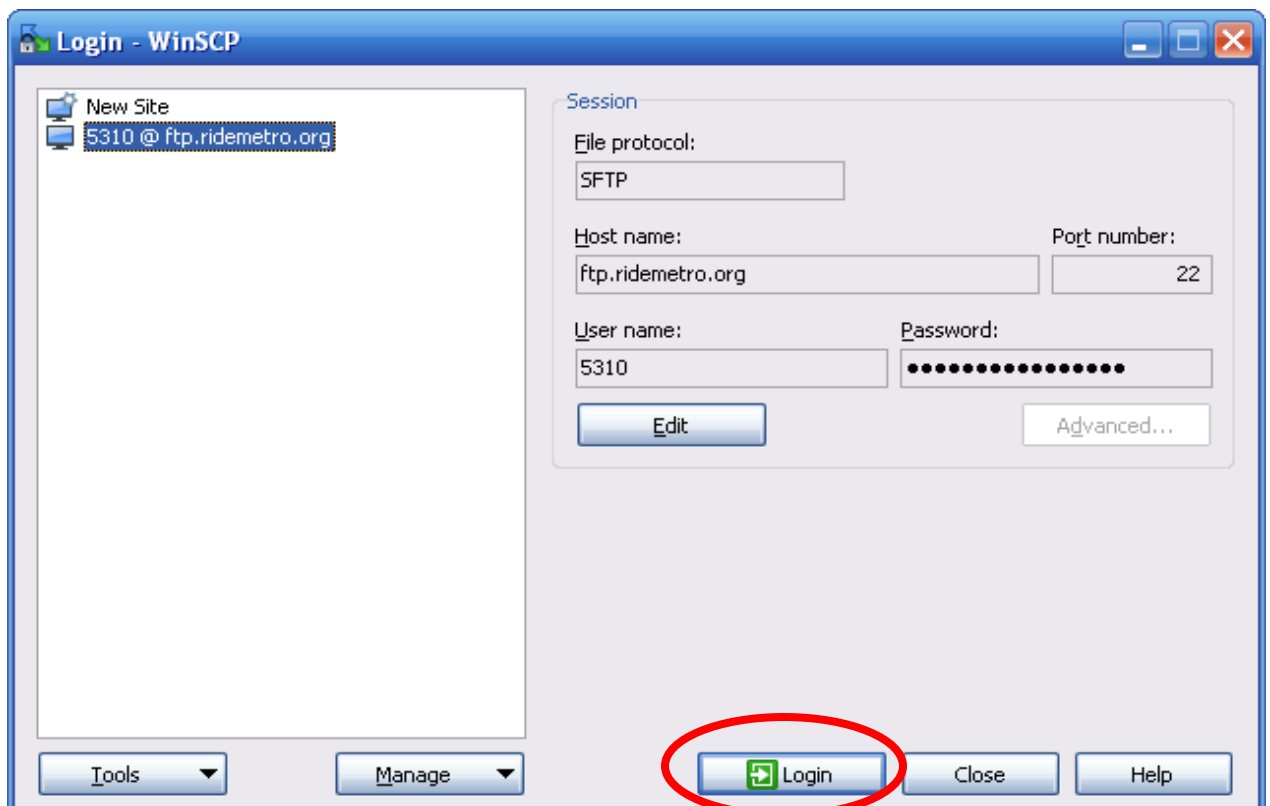 Login - WinSCP
New Site
5310 @ ftp.ridemetro.org
Session
File protocol:
SFTP
Host name:
Port number:
ftp.ridemetro.org
22
User name:
Password:
5310
●●●●●●●●●●●●●●●●
Edit
Advanced...
Tools
Manage
Login
Close
Help